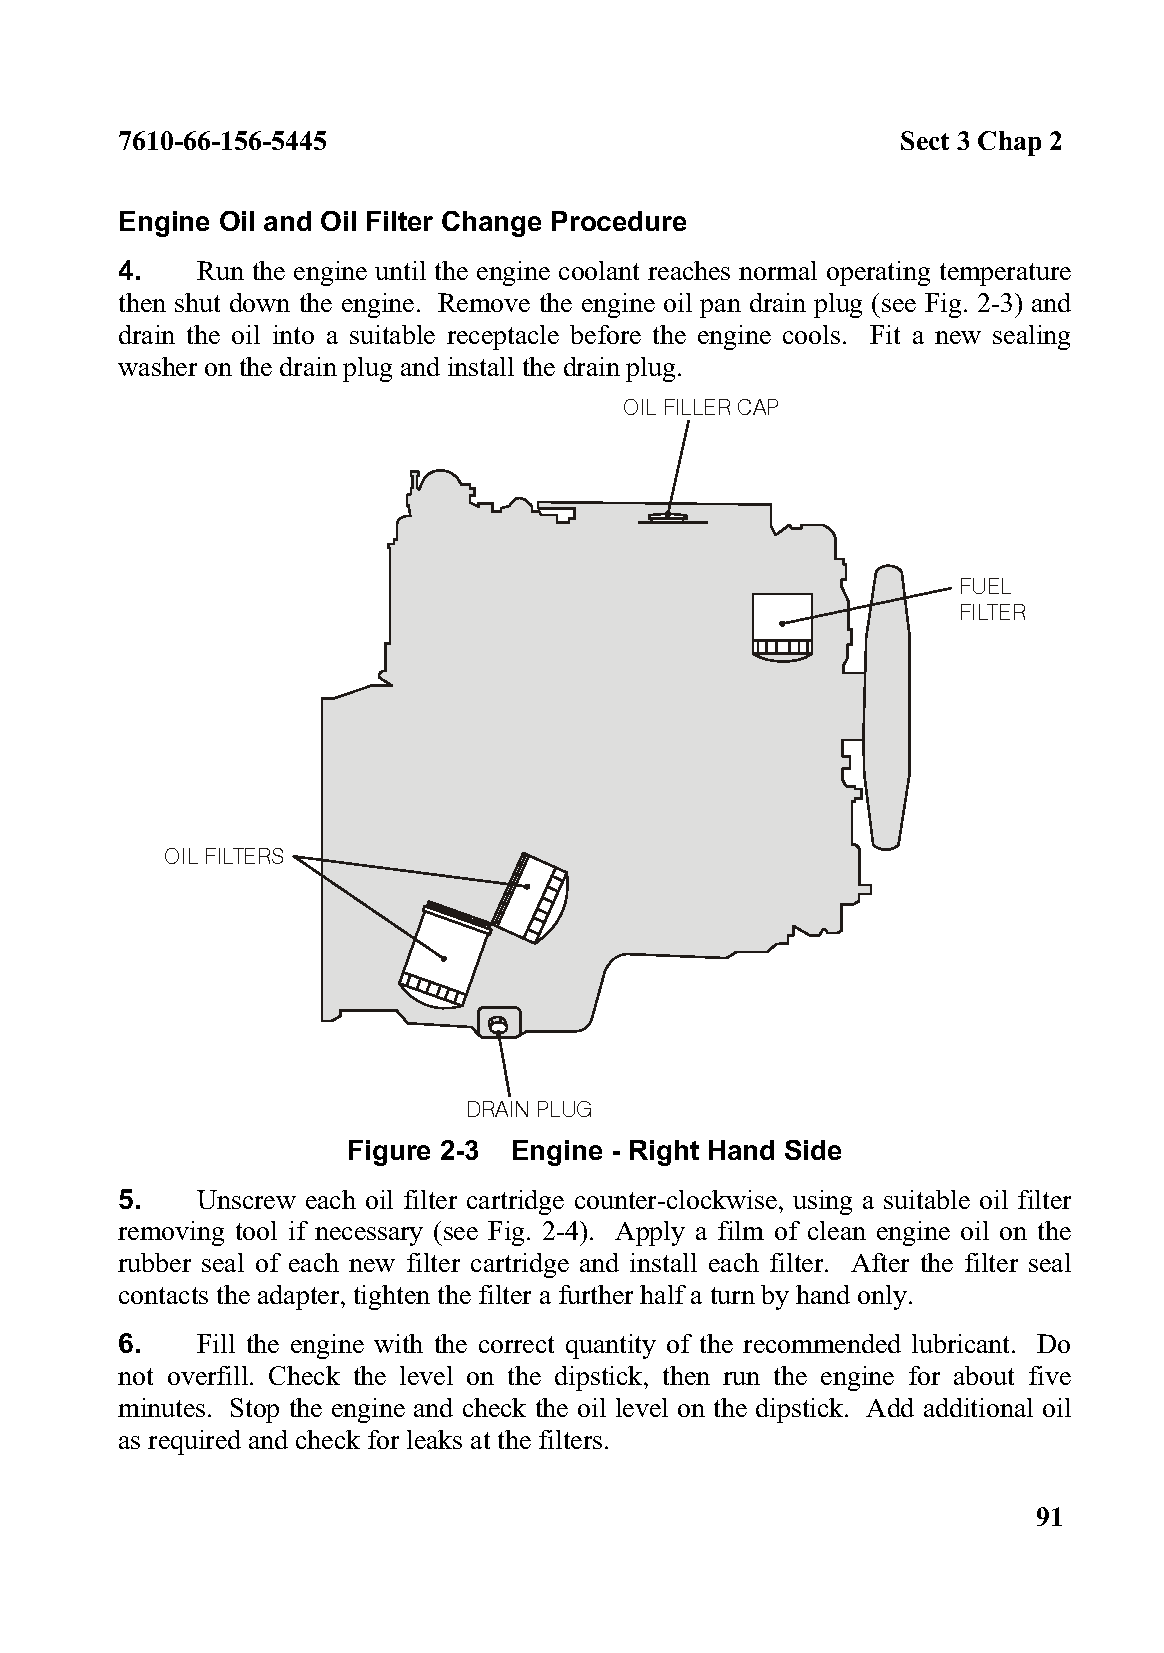 7610-66-156-5445 Sect 3 Chap 2
Engine Oil and Oil Filter Change Procedure
4. Run the engine until the engine coolant reaches normal operating temperature
then shut down the engine. Remove the engine oil pan drain plug (see Fig. 2-3) and
drain the oil into a suitable receptacle before the engine cools. Fit a new sealing
washer on the drain plug and install the drain plug.
OIL FILLER CAP
FUEL
FILTER
OIL FILTERS
DRAIN PLUG
Figure 2-3 Engine - Right Hand Side
5. Unscrew each oil filter cartridge counter-clockwise, using a suitable oil filter
removing tool if necessary (see Fig. 2-4). Apply a film of clean engine oil on the
rubber seal of each new filter cartridge and install each filter. After the filter seal
contacts the adapter, tighten the filter a further half a turn by hand only.
6. Fill the engine with the correct quantity of the recommended lubricant. Do
not overfill. Check the level on the dipstick, then run the engine for about five
minutes. Stop the engine and check the oil level on the dipstick. Add additional oil
as required and check for leaks at the filters.
91